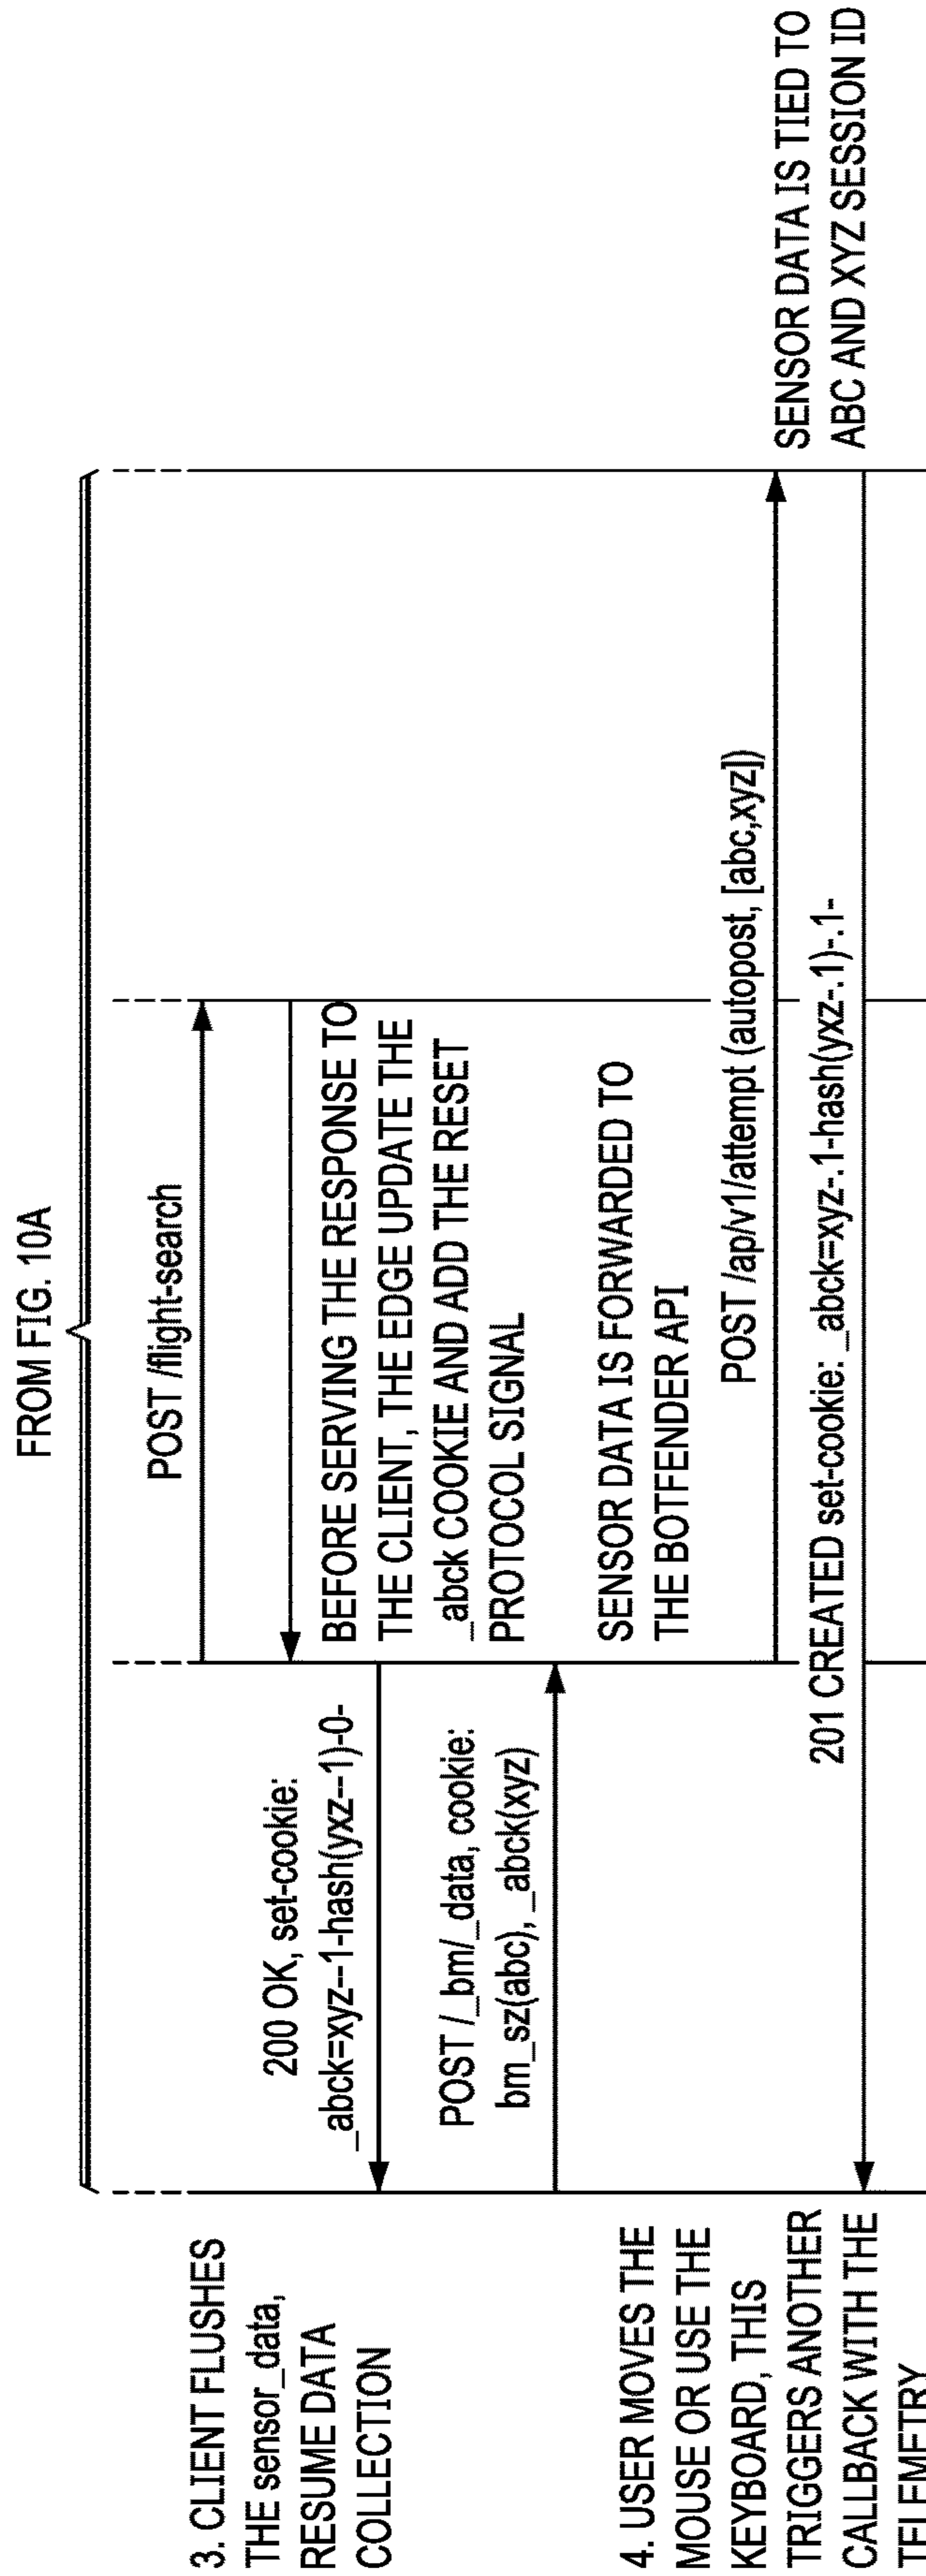 FROM FIG. 10A
POST /flight-search
BEFORE SERVING THE RESPONSE TO
THE CLIENT, THE EDGE UPDATE THE
_abck COOKIE AND ADD THE RESET
PROTOCOL SIGNAL
3. CLIENT FLUSHES
THE sensor_data,
RESUME DATA
COLLECTION
200 OK, set-cookie:
_abck=xyz--1-hash(yxz--1)-0-
POST /_bm/_data, cookie:
bm_sz(abc), _abck(xyz)
SENSOR DATA IS FORWARDED TO
THE BOTFENDER API
4. USER MOVES THE
MOUSE OR USE THE
KEYBOARD, THIS
TRIGGERS ANOTHER
CALLBACK WITH THE
TELEMETRY
POST /ap/v1/attempt (autopost, [abc,xyz])
SENSOR DATA IS TIED TO
ABC AND XYZ SESSION ID
201 CREATED set-cookie: _abck=xyz-.1-hash(yxz-.1)-.1-